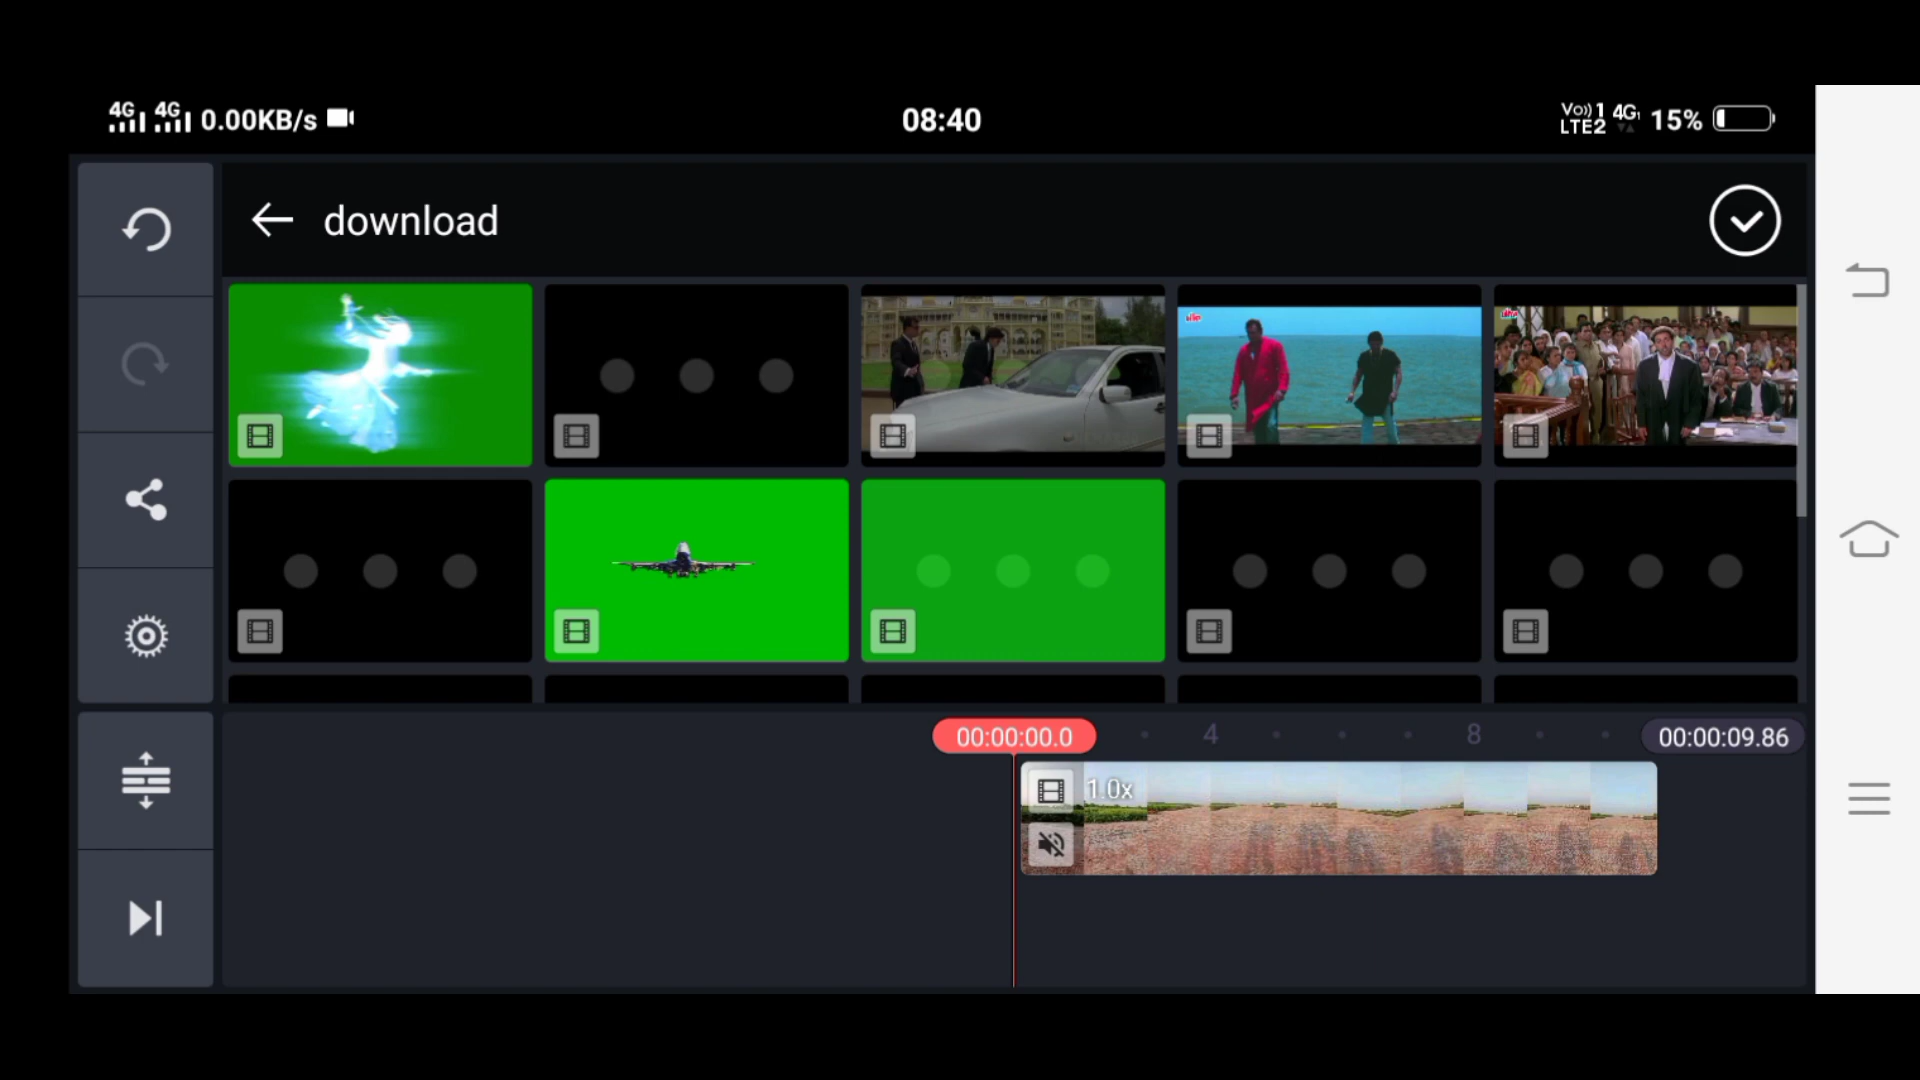 4G 4G 0.00KB/s
08:40
Vo)) 1 4G
LTE2
15%
download
00:00:00.0
4
8
00:00:09.86
1.0x